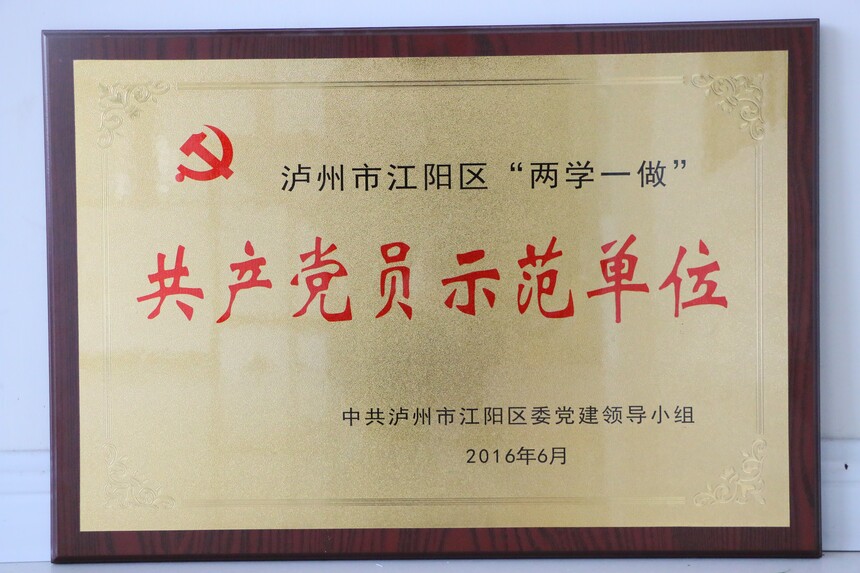 泸州市江阳区“两学一做”
共产党员示范单位
中共泸州市江阳区委党建领导小组
2016年6月